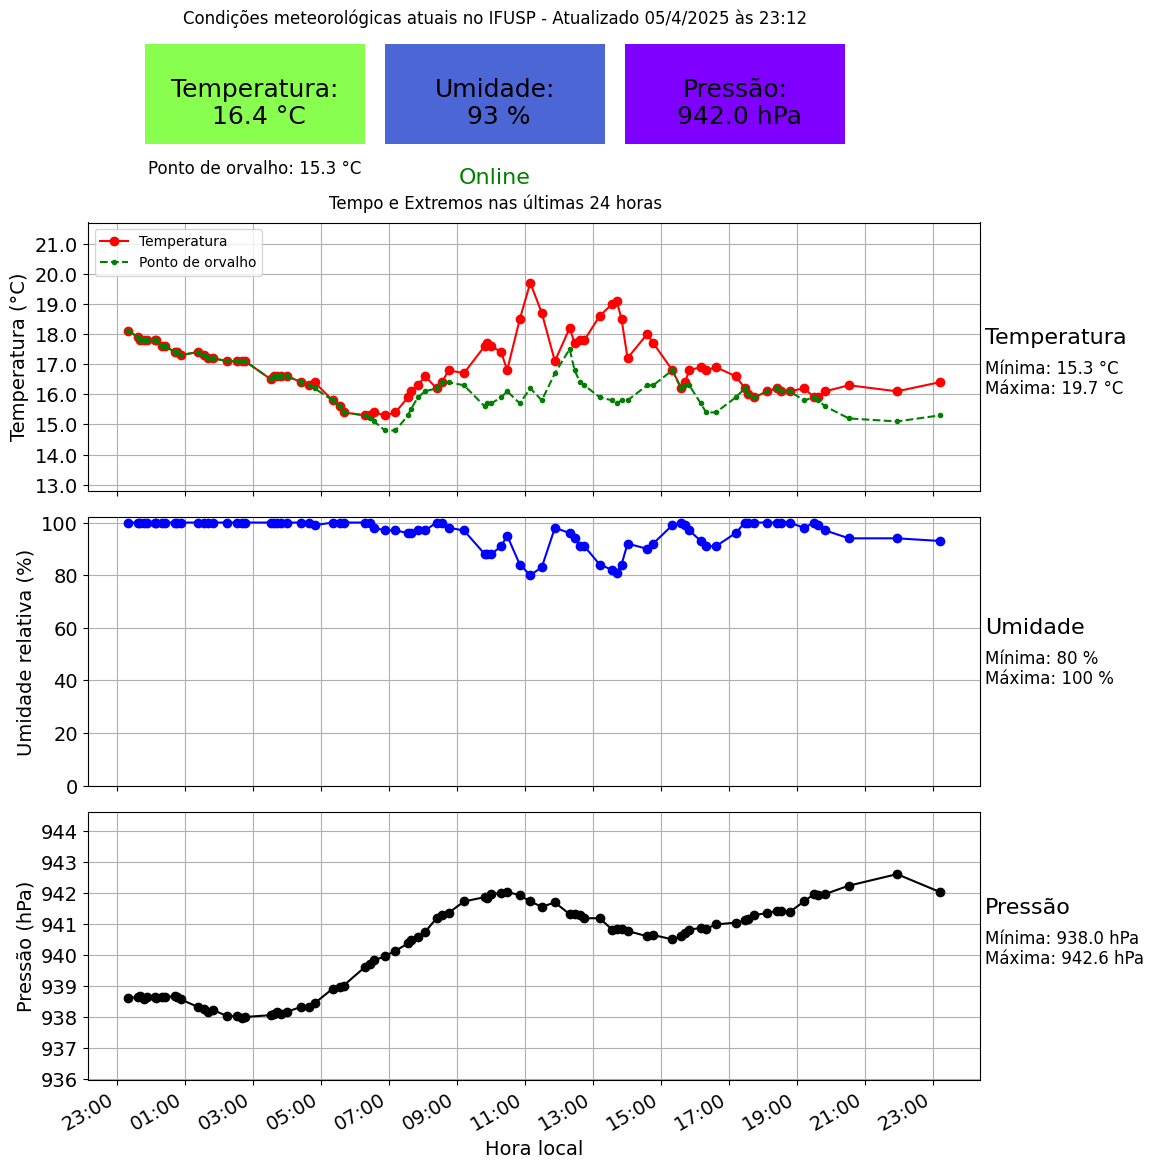 Condições meteorológicas atuais no IFUSP - Atualizado 05/4/2025 às 23:12
Temperatura:
16.4 °C
Umidade:
93 %
Pressão:
942.0 hPa
Ponto de orvalho: 15.3 °C
Online
Tempo e Extremos nas últimas 24 horas
Temperatura
Ponto de orvalho
Temperatura (°C)
21.0
20.0
19.0
18.0
17.0
16.0
15.0
14.0
13.0
Temperatura
Mínima: 15.3 °C
Máxima: 19.7 °C
Umidade relativa (%)
100
80
60
40
20
0
Umidade
Mínima: 80 %
Máxima: 100 %
Pressão (hPa)
944
943
942
941
940
939
938
937
936
Pressão
Mínima: 938.0 hPa
Máxima: 942.6 hPa
23:00 01:00 03:00 05:00 07:00 09:00 11:00 13:00 15:00 17:00 19:00 21:00 23:00
Hora local